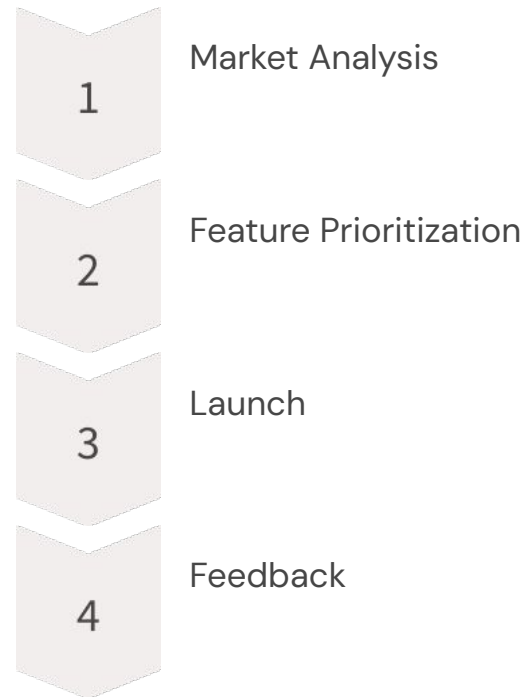 1
Market Analysis
2
Feature Prioritization
3
Launch
4
Feedback